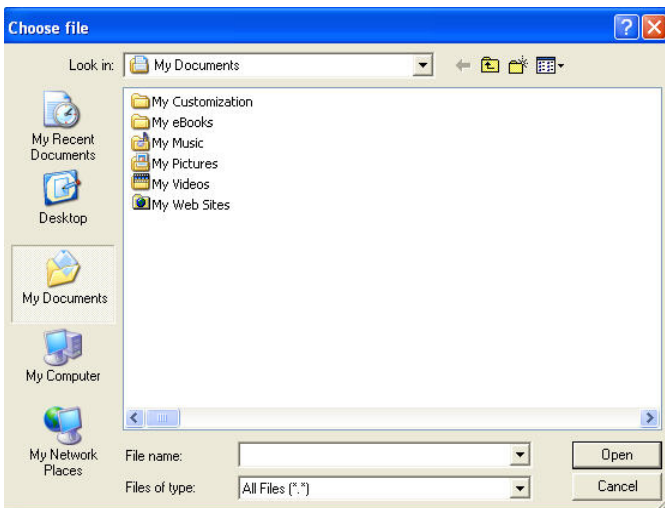 Choose file
Look in:
My Documents
My Recent
Documents
Desktop
My Documents
My Computer
My Network
Places
My Customization
My eBooks
My Music
My Pictures
My Videos
My Web Sites
File name:
Open
Files of type:
All Files (*.*)
Cancel